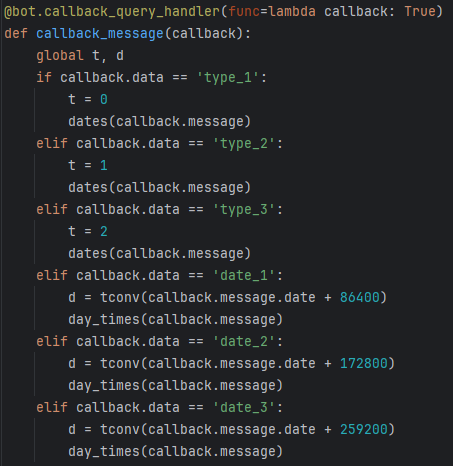 @bot.callback_query_handler(func=lambda callback: True)
def callback_message(callback):
    global t, d
    if callback.data == 'type_1':
        t = 0
        dates(callback.message)
    elif callback.data == 'type_2':
        t = 1
        dates(callback.message)
    elif callback.data == 'type_3':
        t = 2
        dates(callback.message)
    elif callback.data == 'date_1':
        d = tconv(callback.message.date + 86400)
        day_times(callback.message)
    elif callback.data == 'date_2':
        d = tconv(callback.message.date + 172800)
        day_times(callback.message)
    elif callback.data == 'date_3':
        d = tconv(callback.message.date + 259200)
        day_times(callback.message)